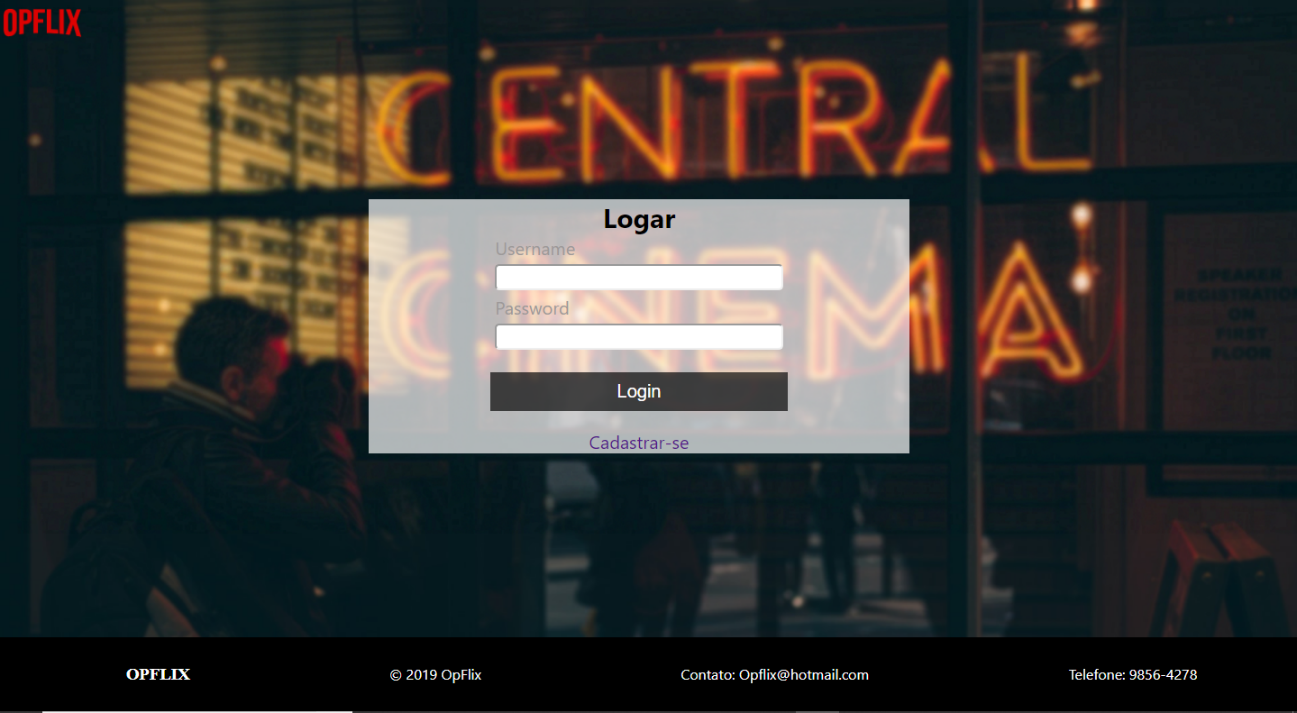 OPFLIX
CENTRAL
CINEMA
SPEAKER
REGISTRATION
ON
FIRST
FLOOR
Logar
Username
Password
Login
Cadastrar-se
OPFLIX
© 2019 OpFlix
Contato: Opflix@hotmail.com
Telefone: 9856-4278